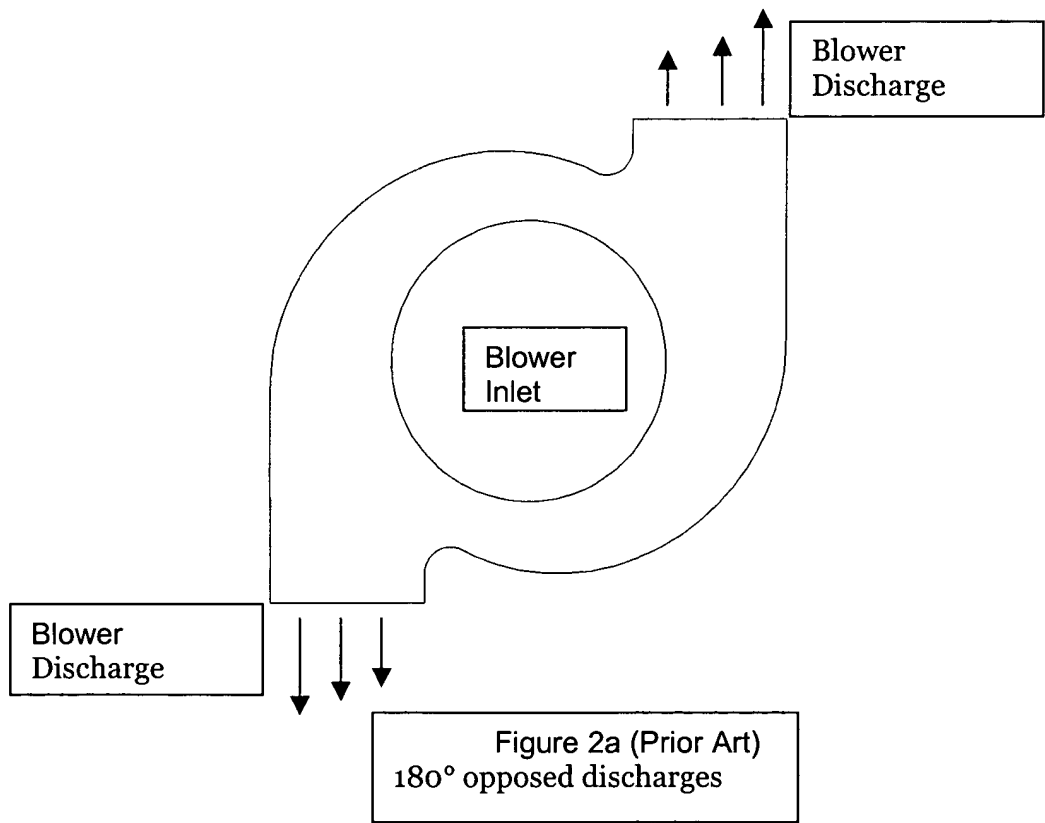 Blower
Discharge
Blower
Inlet
Blower
Discharge
Figure 2a (Prior Art)
180° opposed discharges